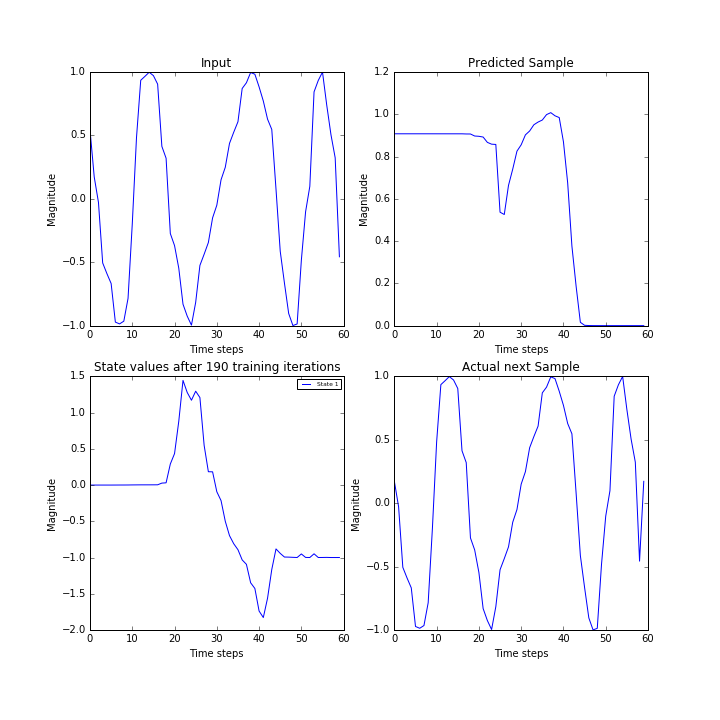 Input
1.0
0.5
0.0
−0.5
−1.0
Magnitude
0 10 20 30 40 50 60
Time steps
Predicted Sample
1.2
1.0
0.8
0.6
0.4
0.2
0.0
Magnitude
0 10 20 30 40 50 60
Time steps
State values after 190 training iterations
State 1
1.5
1.0
0.5
0.0
−0.5
−1.0
−1.5
−2.0
Magnitude
0 10 20 30 40 50 60
Time steps
Actual next Sample
1.0
0.5
0.0
−0.5
−1.0
Magnitude
0 10 20 30 40 50 60
Time steps